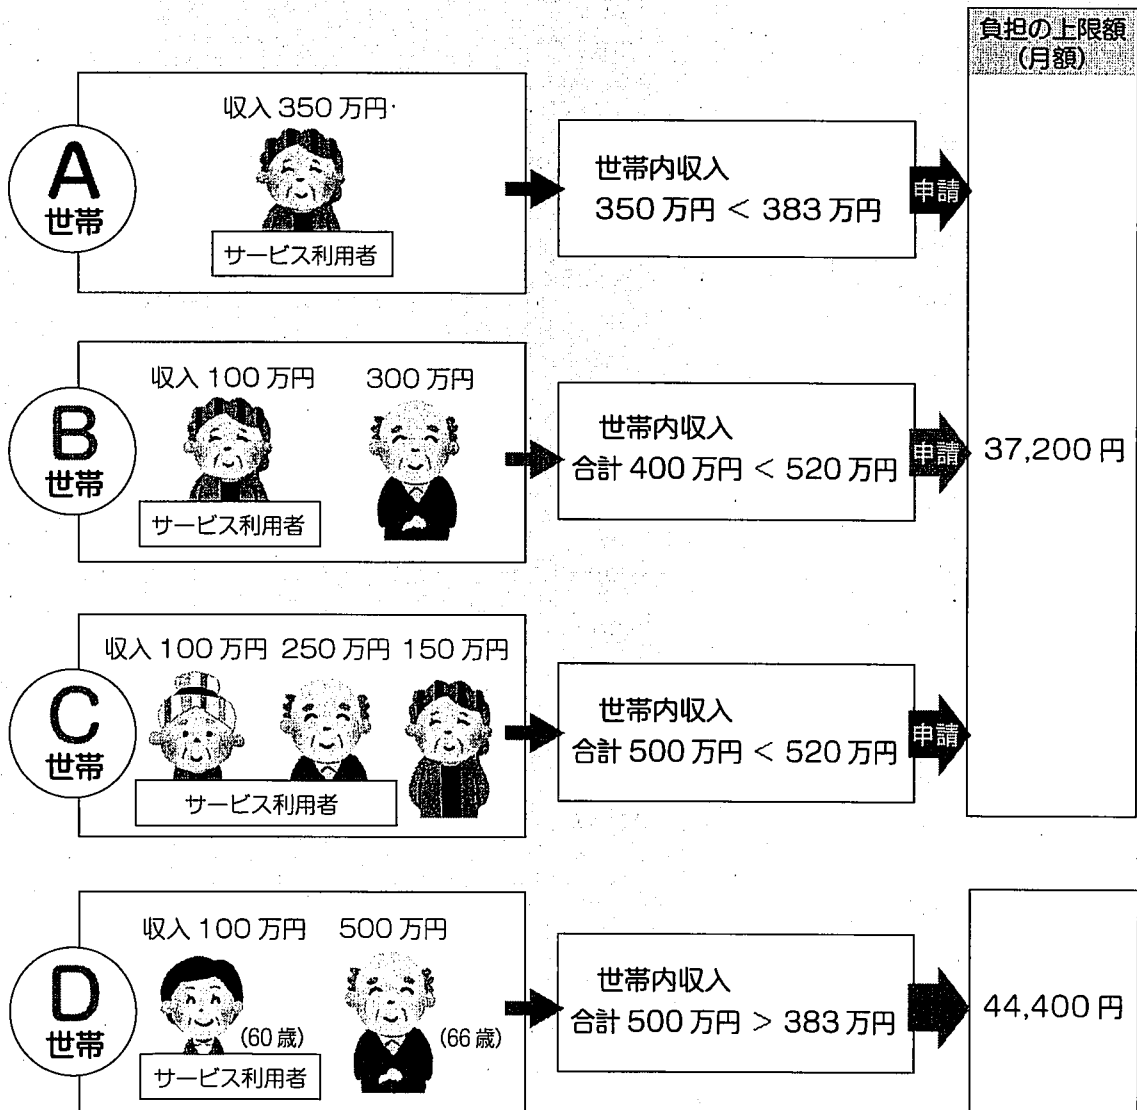 負担の上限額
(月額)
A
世帯
収入 350 万円
サービス利用者
世帯内収入
350 万円 < 383 万円
申請
B
世帯
収入 100 万円 300 万円
サービス利用者
世帯内収入
合計 400 万円 < 520 万円
申請
37,200 円
C
世帯
収入 100 万円 250 万円 150 万円
サービス利用者
世帯内収入
合計 500 万円 < 520 万円
申請
D
世帯
収入 100 万円 500 万円
(60 歳)
(66 歳)
サービス利用者
世帯内収入
合計 500 万円 > 383 万円
44,400 円